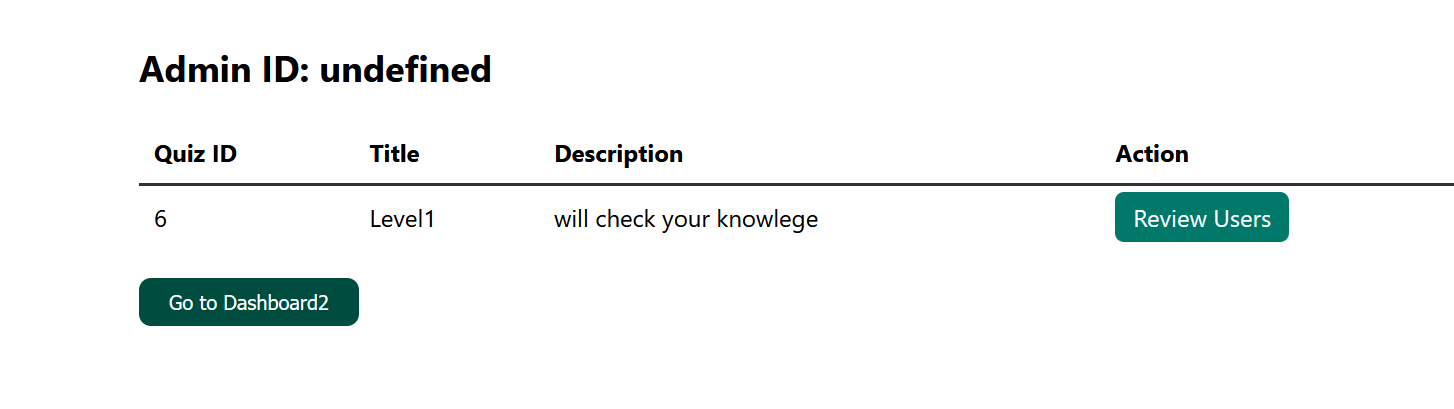 Admin ID: undefined
Quiz ID Title Description Action
6 Level1 will check your knowlege Review Users
Go to Dashboard2